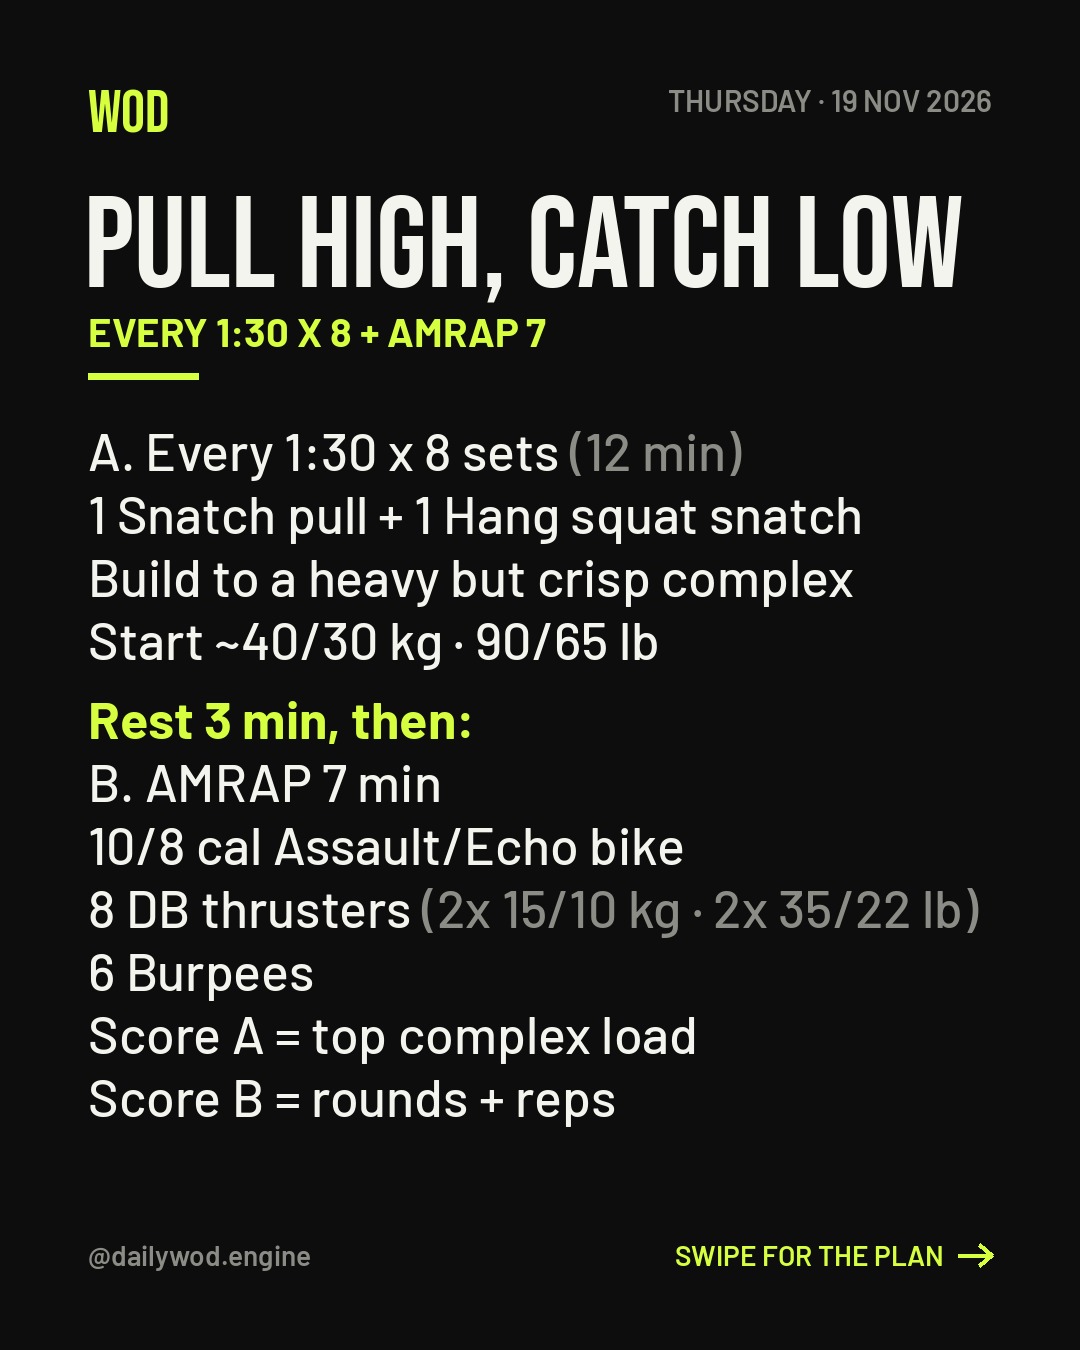 WOD
THURSDAY · 19 NOV 2026
PULL HIGH, CATCH LOW
EVERY 1:30 X 8 + AMRAP 7
A. Every 1:30 x 8 sets (12 min)
1 Snatch pull + 1 Hang squat snatch
Build to a heavy but crisp complex
Start ~40/30 kg · 90/65 lb
Rest 3 min, then:
B. AMRAP 7 min
10/8 cal Assault/Echo bike
8 DB thrusters (2x 15/10 kg · 2x 35/22 lb)
6 Burpees
Score A = top complex load
Score B = rounds + reps
@dailywod.engine
SWIPE FOR THE PLAN →